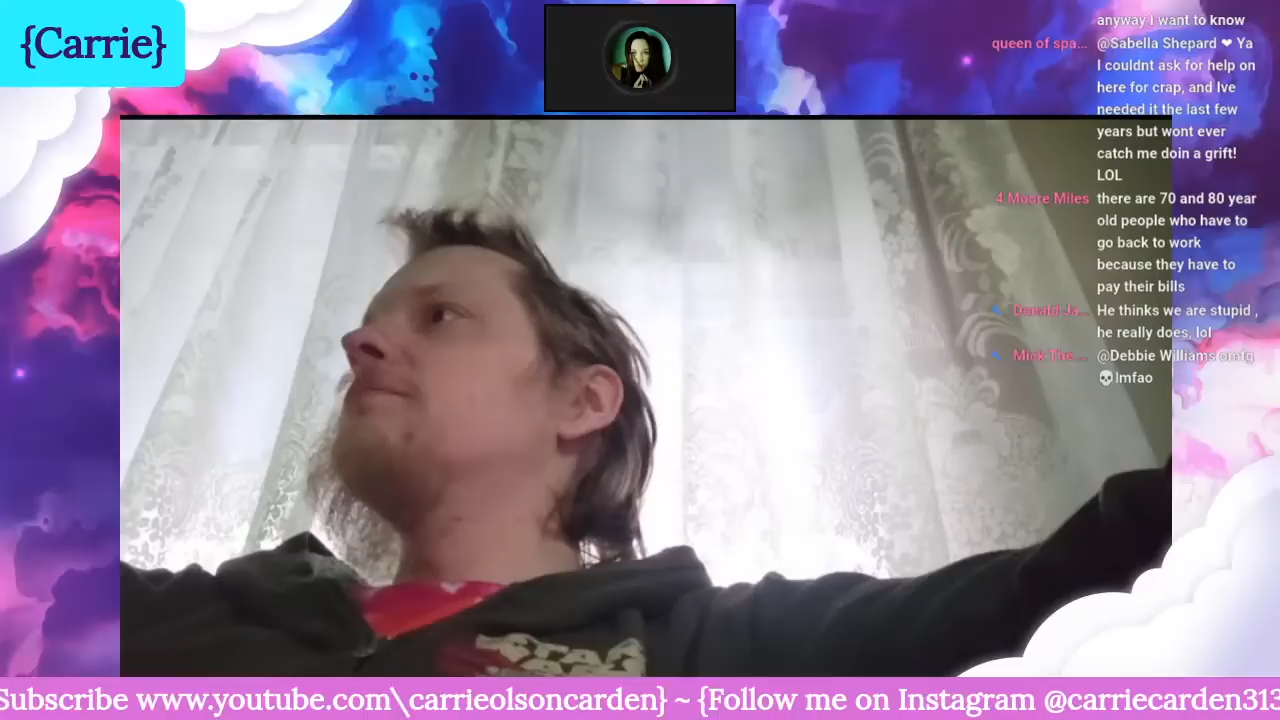 {Carrie}
anyway I want to know
queen of spa... @Sabella Shepard ❤ Ya
I couldnt ask for help on
here for crap, and Ive
needed it the last few
years but wont ever
catch me doin a grift!
LOL
4 Moore Miles there are 70 and 80 year
old people who have to
go back to work
because they have to
pay their bills
Donald Ja... He thinks we are stupid ,
he really does, lol
Mick The ... @Debbie Williams omfg
💀lmfao
STAR
WARS
Subscribe www.youtube.com\carrieolsoncarden} ~ {Follow me on Instagram @carriecarden313